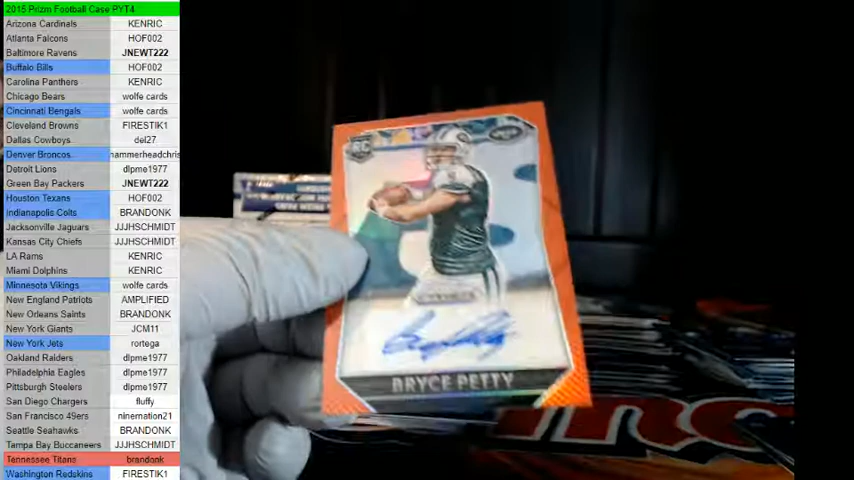 2015 Prizm Football Case PYT4
Arizona Cardinals KENRIC
Atlanta Falcons HOF002
Baltimore Ravens JNEWT222
Buffalo Bills HOF002
Carolina Panthers KENRIC
Chicago Bears wolfe cards
Cincinnati Bengals wolfe cards
Cleveland Browns FIRESTIK1
Dallas Cowboys del27
Denver Broncos hammerheadchris
Detroit Lions dlpme1977
Green Bay Packers JNEWT222
Houston Texans HOF002
Indianapolis Colts BRANDONK
Jacksonville Jaguars JJJHSCHMIDT
Kansas City Chiefs JJJHSCHMIDT
LA Rams KENRIC
Miami Dolphins KENRIC
Minnesota Vikings wolfe cards
New England Patriots AMPLIFIED
New Orleans Saints BRANDONK
New York Giants JCM11
New York Jets rortega
Oakland Raiders dlpme1977
Philadelphia Eagles dlpme1977
Pittsburgh Steelers dlpme1977
San Diego Chargers fluffy
San Francisco 49ers ninemation21
Seattle Seahawks BRANDONK
Tampa Bay Buccaneers JJJHSCHMIDT
Tennessee Titans brandonk
Washington Redskins FIRESTIK1
RC
PRIZM
BRYCE PETTY